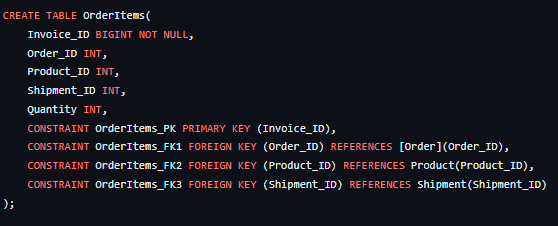 CREATE TABLE OrderItems(
    Invoice_ID BIGINT NOT NULL,
    Order_ID INT,
    Product_ID INT,
    Shipment_ID INT,
    Quantity INT,
    CONSTRAINT OrderItems_PK PRIMARY KEY (Invoice_ID),
    CONSTRAINT OrderItems_FK1 FOREIGN KEY (Order_ID) REFERENCES [Order](Order_ID),
    CONSTRAINT OrderItems_FK2 FOREIGN KEY (Product_ID) REFERENCES Product(Product_ID),
    CONSTRAINT OrderItems_FK3 FOREIGN KEY (Shipment_ID) REFERENCES Shipment(Shipment_ID)
);